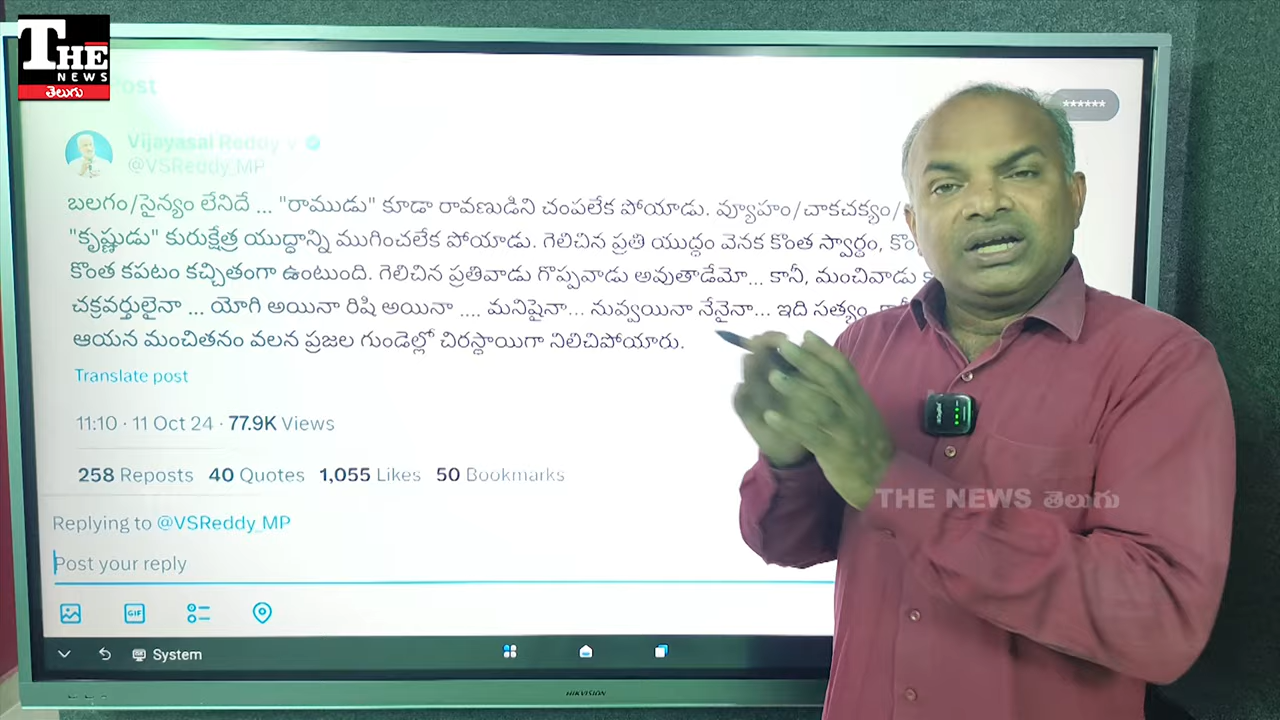 THE
NEWS
తెలుగు
Post
******
Vijayasai Reddy V
@VSReddy_MP
బలగం/సైన్యం లేనిదే ... "రాముడు" కూడా రావణుడిని చంపలేక పోయాడు. వ్యూహం/చాకచక్యం/
"కృష్ణుడు" కురుక్షేత్ర యుద్ధాన్ని ముగించలేక పోయాడు. గెలిచిన ప్రతి యుద్ధం వెనక కొంత స్వార్థం,
కొంత కపటం కచ్చితంగా ఉంటుంది. గెలిచిన ప్రతివాడు గొప్పవాడు అవుతాడేమో... కానీ, మంచివాడు
చక్రవర్తులైనా ... యోగి అయినా రిషి అయినా .... మనిషైనా... నువ్వయినా నేనైనా... ఇది సత్యం
ఆయన మంచితనం వలన ప్రజల గుండెల్లో చిరస్థాయిగా నిలిచిపోయారు.
Translate post
11:10 · 11 Oct 24 · 77.9K Views
258 Reposts 40 Quotes 1,055 Likes 50 Bookmarks
THE NEWS తెలుగు
Replying to @VSReddy_MP
Post your reply
GIF
System
HIKVISION